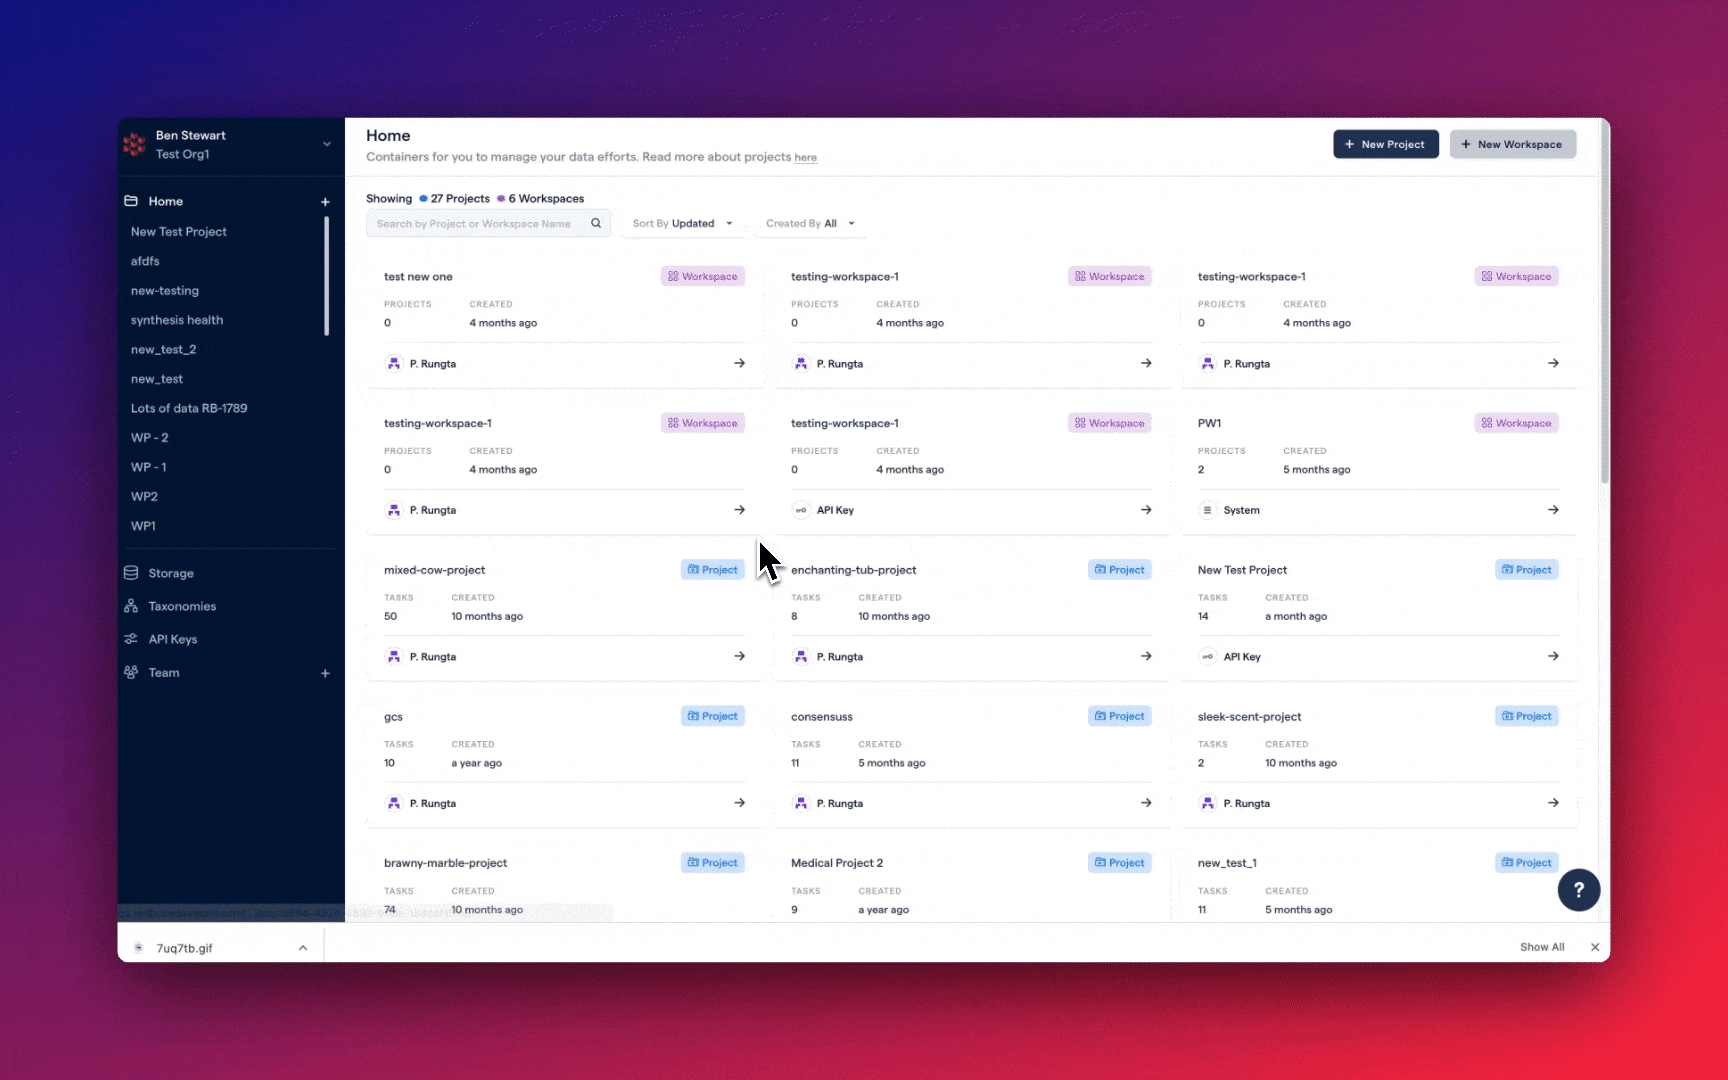 Ben Stewart
Test Org1
Home
New Test Project
afdfs
new-testing
synthesis health
new_test_2
new_test
Lots of data RB-1789
WP - 2
WP - 1
WP2
WP1
Storage
Taxonomies
API Keys
Team
Home
Containers for you to manage your data efforts. Read more about projects here
+ New Project
+ New Workspace
Showing 27 Projects 6 Workspaces
Search by Project or Workspace Name
Sort By Updated
Created By All
test new one Workspace
PROJECTS CREATED
0 4 months ago
P. Rungta
testing-workspace-1 Workspace
PROJECTS CREATED
0 4 months ago
P. Rungta
testing-workspace-1 Workspace
PROJECTS CREATED
0 4 months ago
P. Rungta
testing-workspace-1 Workspace
PROJECTS CREATED
0 4 months ago
P. Rungta
testing-workspace-1 Workspace
PROJECTS CREATED
0 4 months ago
API Key
PW1 Workspace
PROJECTS CREATED
2 5 months ago
System
mixed-cow-project Project
TASKS CREATED
50 10 months ago
P. Rungta
enchanting-tub-project Project
TASKS CREATED
8 10 months ago
P. Rungta
New Test Project Project
TASKS CREATED
14 a month ago
API Key
gcs Project
TASKS CREATED
10 a year ago
P. Rungta
consensuss Project
TASKS CREATED
11 5 months ago
P. Rungta
sleek-scent-project Project
TASKS CREATED
2 10 months ago
P. Rungta
brawny-marble-project Project
TASKS CREATED
74 10 months ago
Medical Project 2 Project
TASKS CREATED
9 a year ago
new_test_1 Project
TASKS CREATED
11 5 months ago
?
7uq7tb.gif
Show All